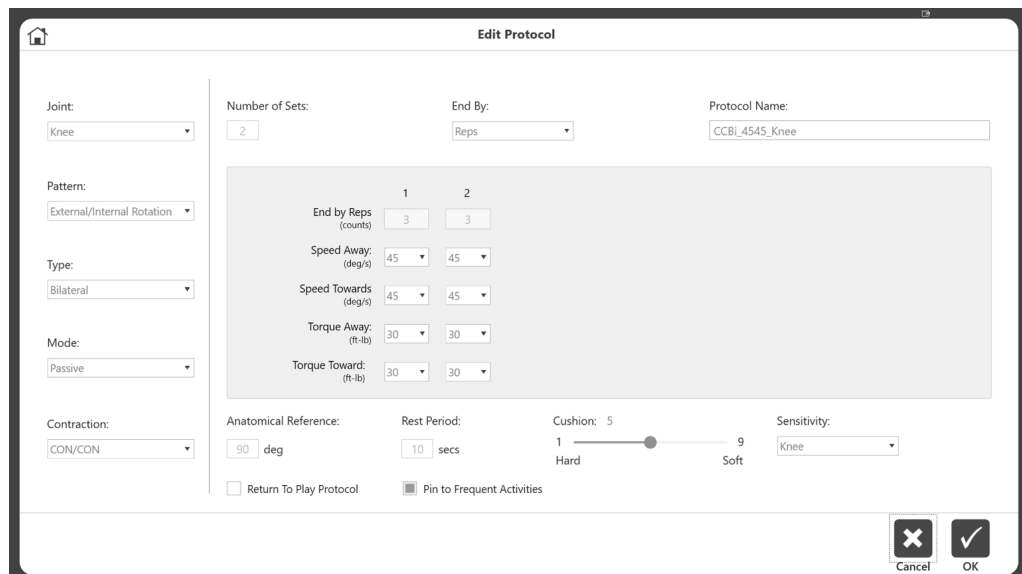 Edit Protocol
Joint:
Knee
Pattern:
External/Internal Rotation
Type:
Bilateral
Mode:
Passive
Contraction:
CON/CON
Number of Sets:
2
End By:
Reps
Protocol Name:
CCBi_4545_Knee
1 2
End by Reps 3 3
(counts)
Speed Away: 45 45
(deg/s)
Speed Towards 45 45
(deg/s)
Torque Away: 30 30
(ft-lb)
Torque Toward: 30 30
(ft-lb)
Anatomical Reference:
90 deg
Rest Period:
10 secs
Cushion: 5
1 9
Hard Soft
Sensitivity:
Knee
Return To Play Protocol
Pin to Frequent Activities
Cancel OK